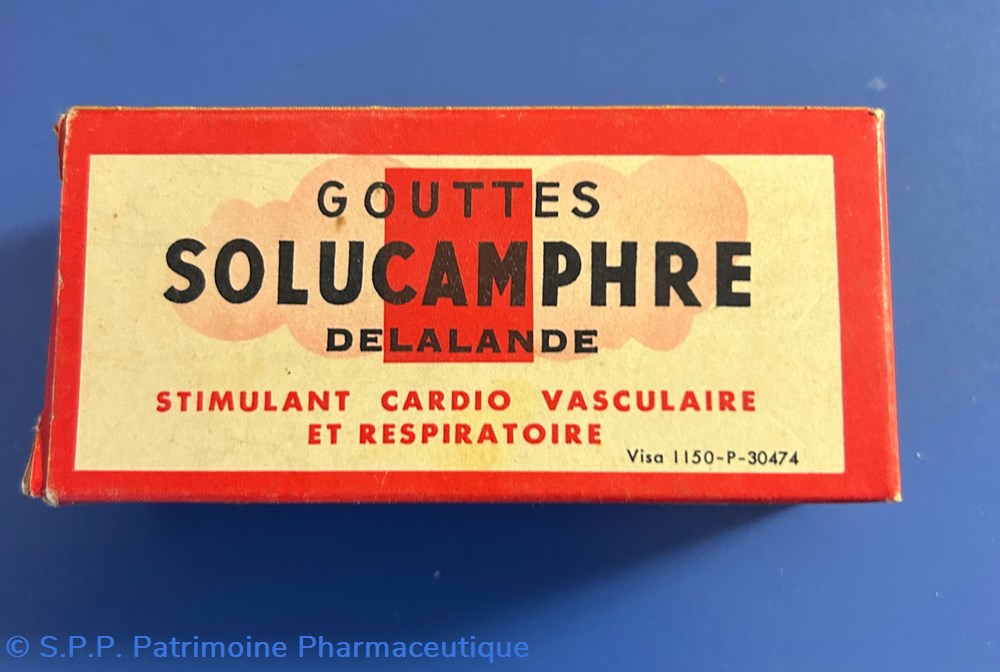 GOUTTES
SOLUCAMPHRE
DELALANDE
STIMULANT CARDIO VASCULAIRE
ET RESPIRATOIRE
Visa 1150-P-30474
© S.P.P. Patrimoine Pharmaceutique